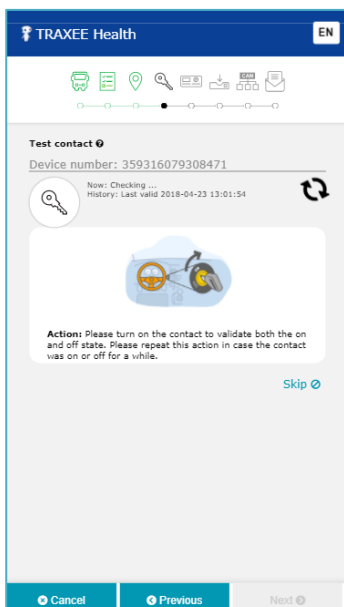 TRAXEE Health
EN
CAN
Test contact
Device number: 359316079308471
Now: Checking ...
History: Last valid 2018-04-23 13:01:54
Action: Please turn on the contact to validate both the on
and off state. Please repeat this action in case the contact
was on or off for a while.
Skip
Cancel
Previous
Next